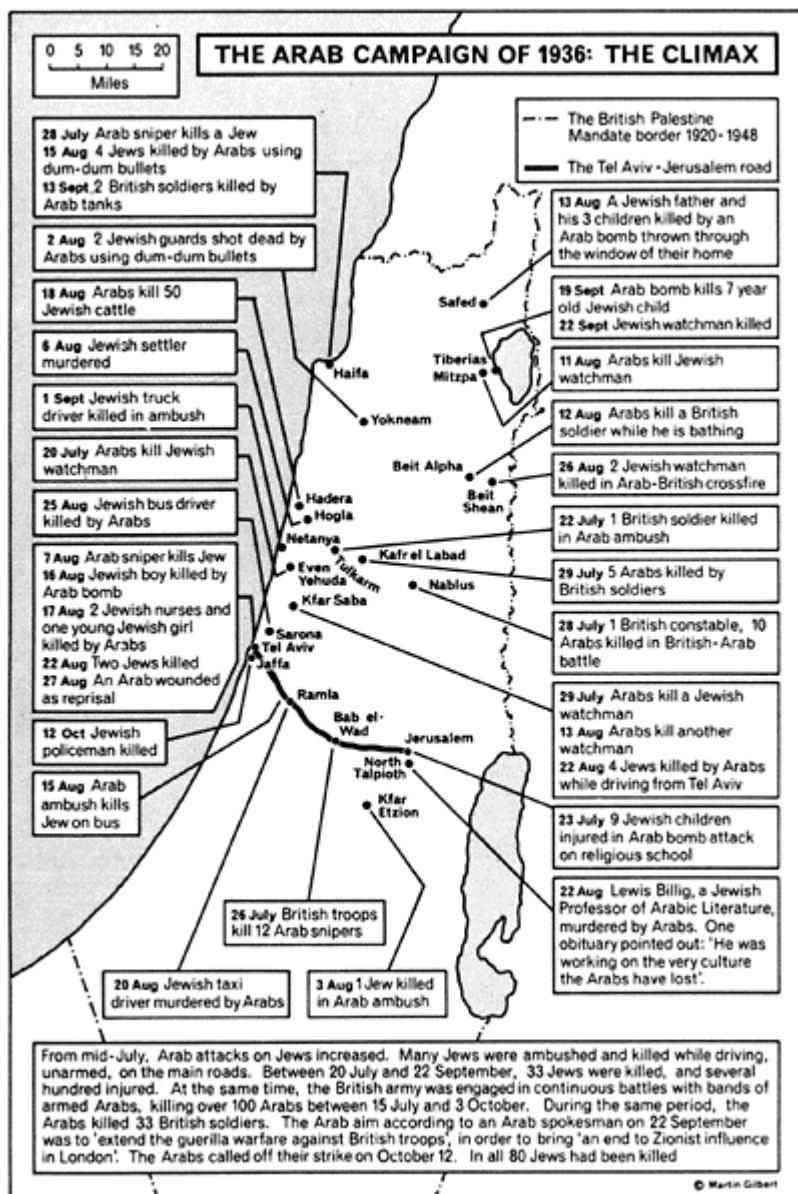 0 5 10 15 20
Miles
THE ARAB CAMPAIGN OF 1936: THE CLIMAX
28 July Arab sniper kills a Jew
15 Aug 4 Jews killed by Arabs using
dum-dum bullets
13 Sept. 2 British soldiers killed by
Arab tanks
2 Aug 2 Jewish guards shot dead by
Arabs using dum-dum bullets
18 Aug Arabs kill 50
Jewish cattle
6 Aug Jewish settler
murdered
1 Sept Jewish truck
driver killed in ambush
20 July Arabs kill Jewish
watchman
25 Aug Jewish bus driver
killed by Arabs
7 Aug Arab sniper kills Jew
16 Aug Jewish boy killed by
Arab bomb
17 Aug 2 Jewish nurses and
one young Jewish girl
killed by Arabs
22 Aug Two Jews killed
27 Aug An Arab wounded
as reprisal
12 Oct Jewish
policeman killed
15 Aug Arab
ambush kills
Jew on bus
The British Palestine
Mandate border 1920-1948
The Tel Aviv-Jerusalem road
13 Aug A Jewish father and
his 3 children killed by an
Arab bomb thrown through
the window of their home
19 Sept Arab bomb kills 7 year
old Jewish child
22 Sept Jewish watchman killed
11 Aug Arabs kill Jewish
watchman
12 Aug Arabs kill a British
soldier while he is bathing
26 Aug 2 Jewish watchman
killed in Arab-British crossfire
22 July 1 British soldier killed
in Arab ambush
29 July 5 Arabs killed by
British soldiers
28 July 1 British constable, 10
Arabs killed in British-Arab
battle
29 July Arabs kill a Jewish
watchman
13 Aug Arabs kill another
watchman
22 Aug 4 Jews killed by Arabs
while driving from Tel Aviv
23 July 9 Jewish children
injured in Arab bomb attack
on religious school
22 Aug Lewis Billig, a Jewish
Professor of Arabic Literature,
murdered by Arabs. One
obituary pointed out: 'He was
working on the very culture
the Arabs have lost'.
Safed
Tiberias
Mitzpa
Haifa
Yokneam
Beit Alpha
Beit
Shean
Hadera
Hogla
Netanya
Tulkarm
Kafr el Labad
Even
Yehuda
Nablus
Kfar Saba
Sarona
Tel Aviv
Jaffa
Ramla
Bab el-
Wad
Jerusalem
North
Talpioth
Kfar
Etzion
26 July British troops
kill 12 Arab snipers
20 Aug Jewish taxi
driver murdered by Arabs
3 Aug 1 Jew killed
in Arab ambush
From mid-July, Arab attacks on Jews increased. Many Jews were ambushed and killed while driving,
unarmed, on the main roads. Between 20 July and 22 September, 33 Jews were killed, and several
hundred injured. At the same time, the British army was engaged in continuous battles with bands of
armed Arabs, killing over 100 Arabs between 15 July and 3 October. During the same period, the
Arabs killed 33 British soldiers. The Arab aim according to an Arab spokesman on 22 September
was to 'extend the guerilla warfare against British troops', in order to bring 'an end to Zionist influence
in London'. The Arabs called off their strike on October 12. In all 80 Jews had been killed
© Martin Gilbert